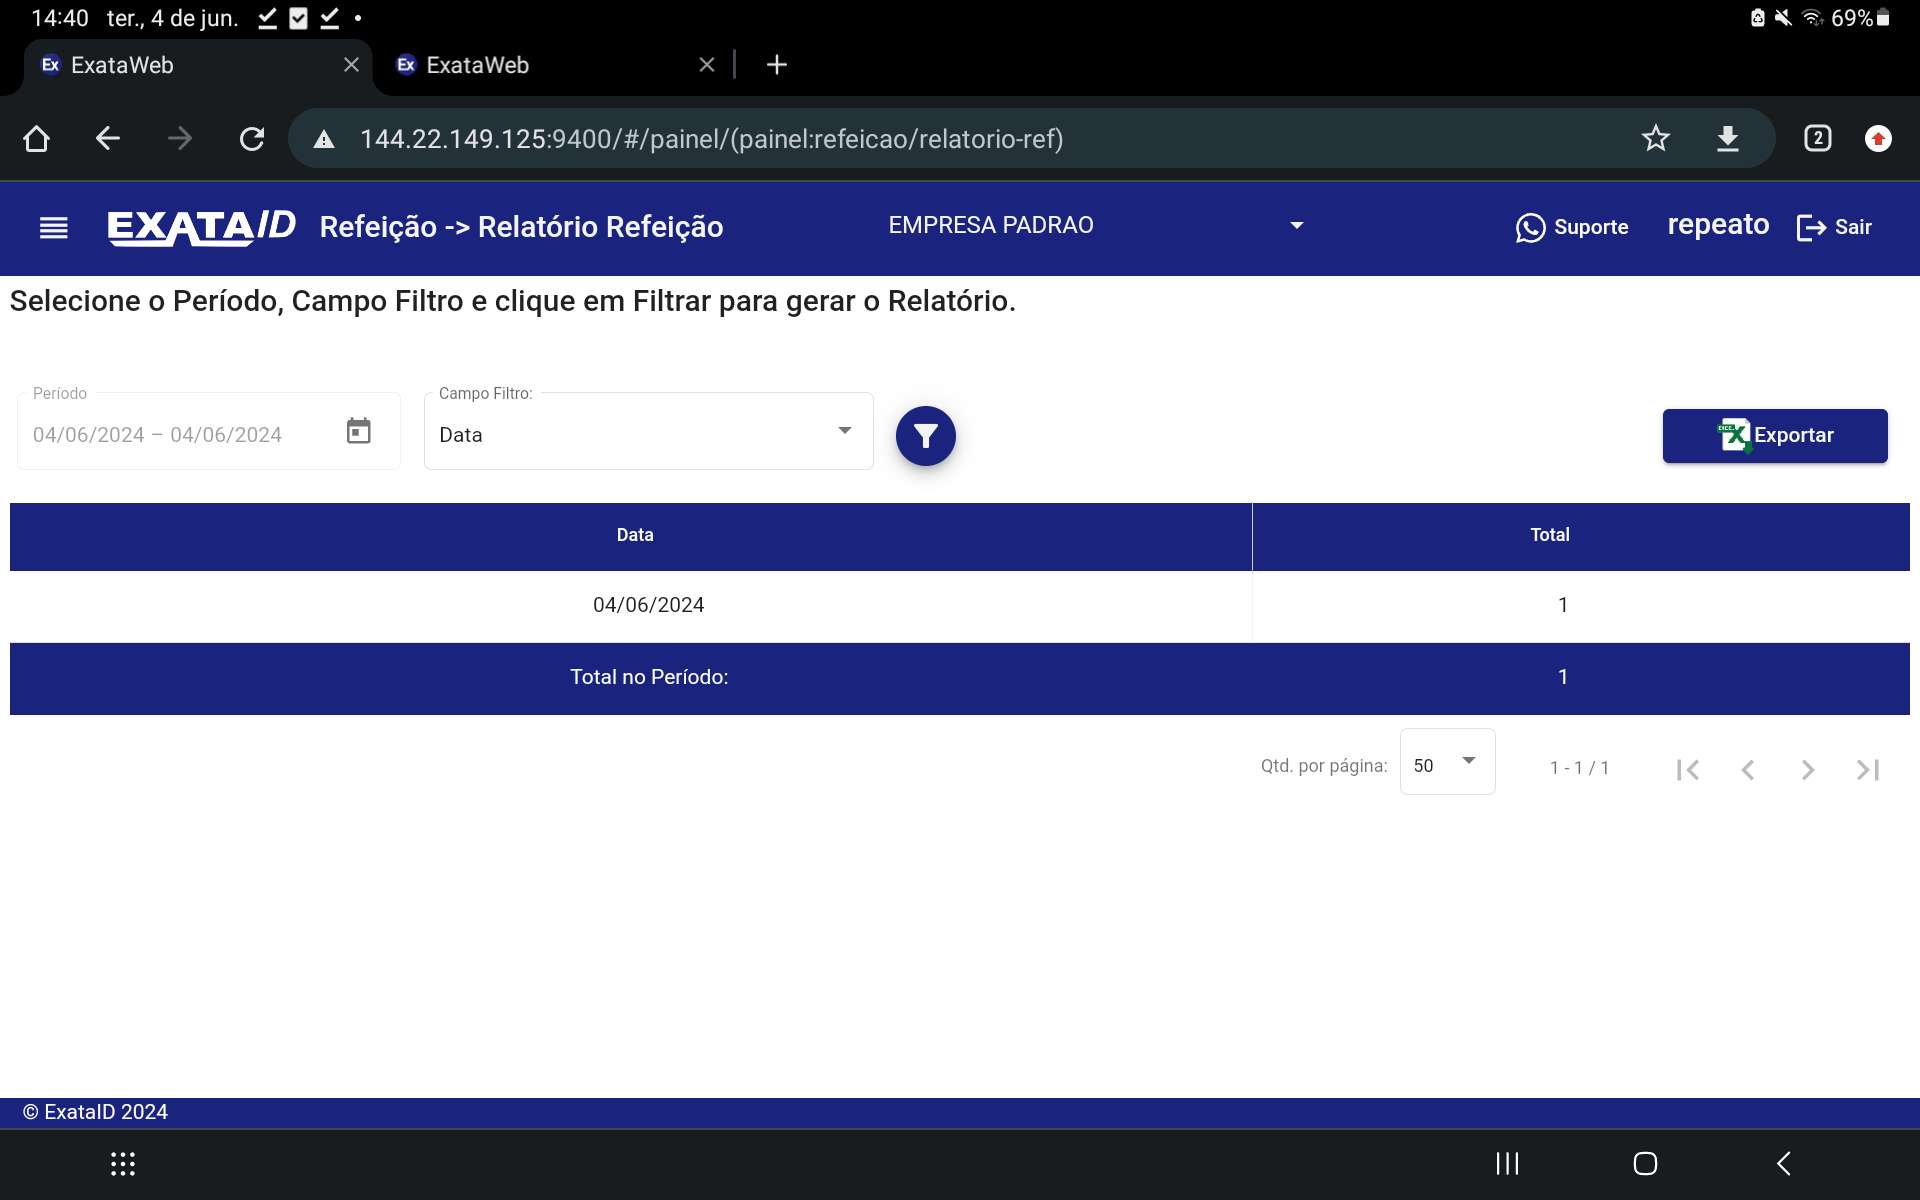 14:40 ter., 4 de jun. 69%
Ex ExataWeb Ex ExataWeb
144.22.149.125:9400/#/painel/(painel:refeicao/relatorio-ref) 2
EXATAID Refeição -> Relatório Refeição EMPRESA PADRAO Suporte repeato Sair
Selecione o Período, Campo Filtro e clique em Filtrar para gerar o Relatório.
Período Campo Filtro:
04/06/2024 – 04/06/2024 Data Exportar
Data Total
04/06/2024 1
Total no Período: 1
Qtd. por página: 50 1 - 1 / 1
© ExataID 2024